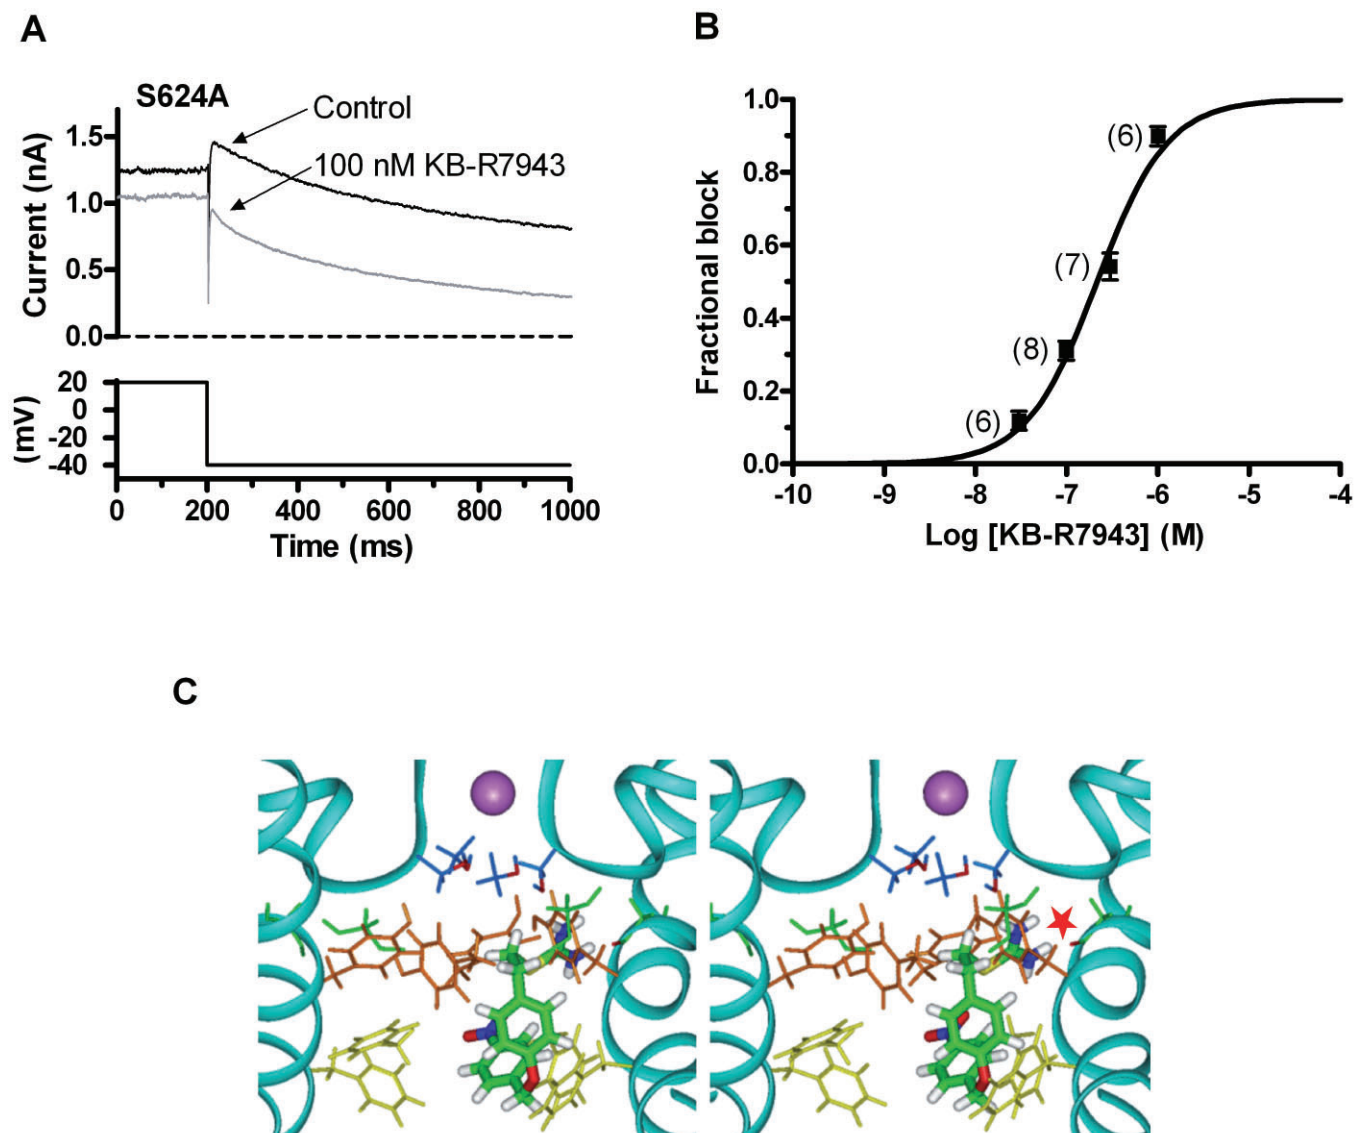 A
S624A
Control
100 nM KB-R7943
1.5
1.0
0.5
0.0
Current (nA)
20
0
-20
-40
(mV)
0 200 400 600 800 1000
Time (ms)
B
1.0
0.8
0.6
0.4
0.2
0.0
Fractional block
(6)
(7)
(8)
(6)
-10 -9 -8 -7 -6 -5 -4
Log [KB-R7943] (M)
C